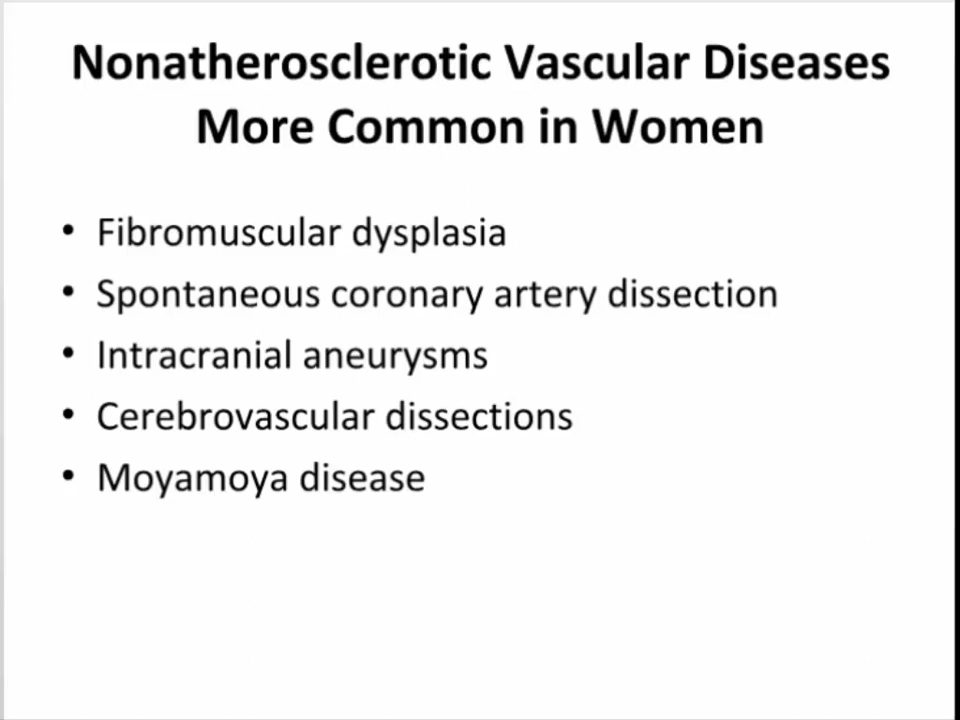 Nonatherosclerotic Vascular Diseases
More Common in Women
• Fibromuscular dysplasia
• Spontaneous coronary artery dissection
• Intracranial aneurysms
• Cerebrovascular dissections
• Moyamoya disease